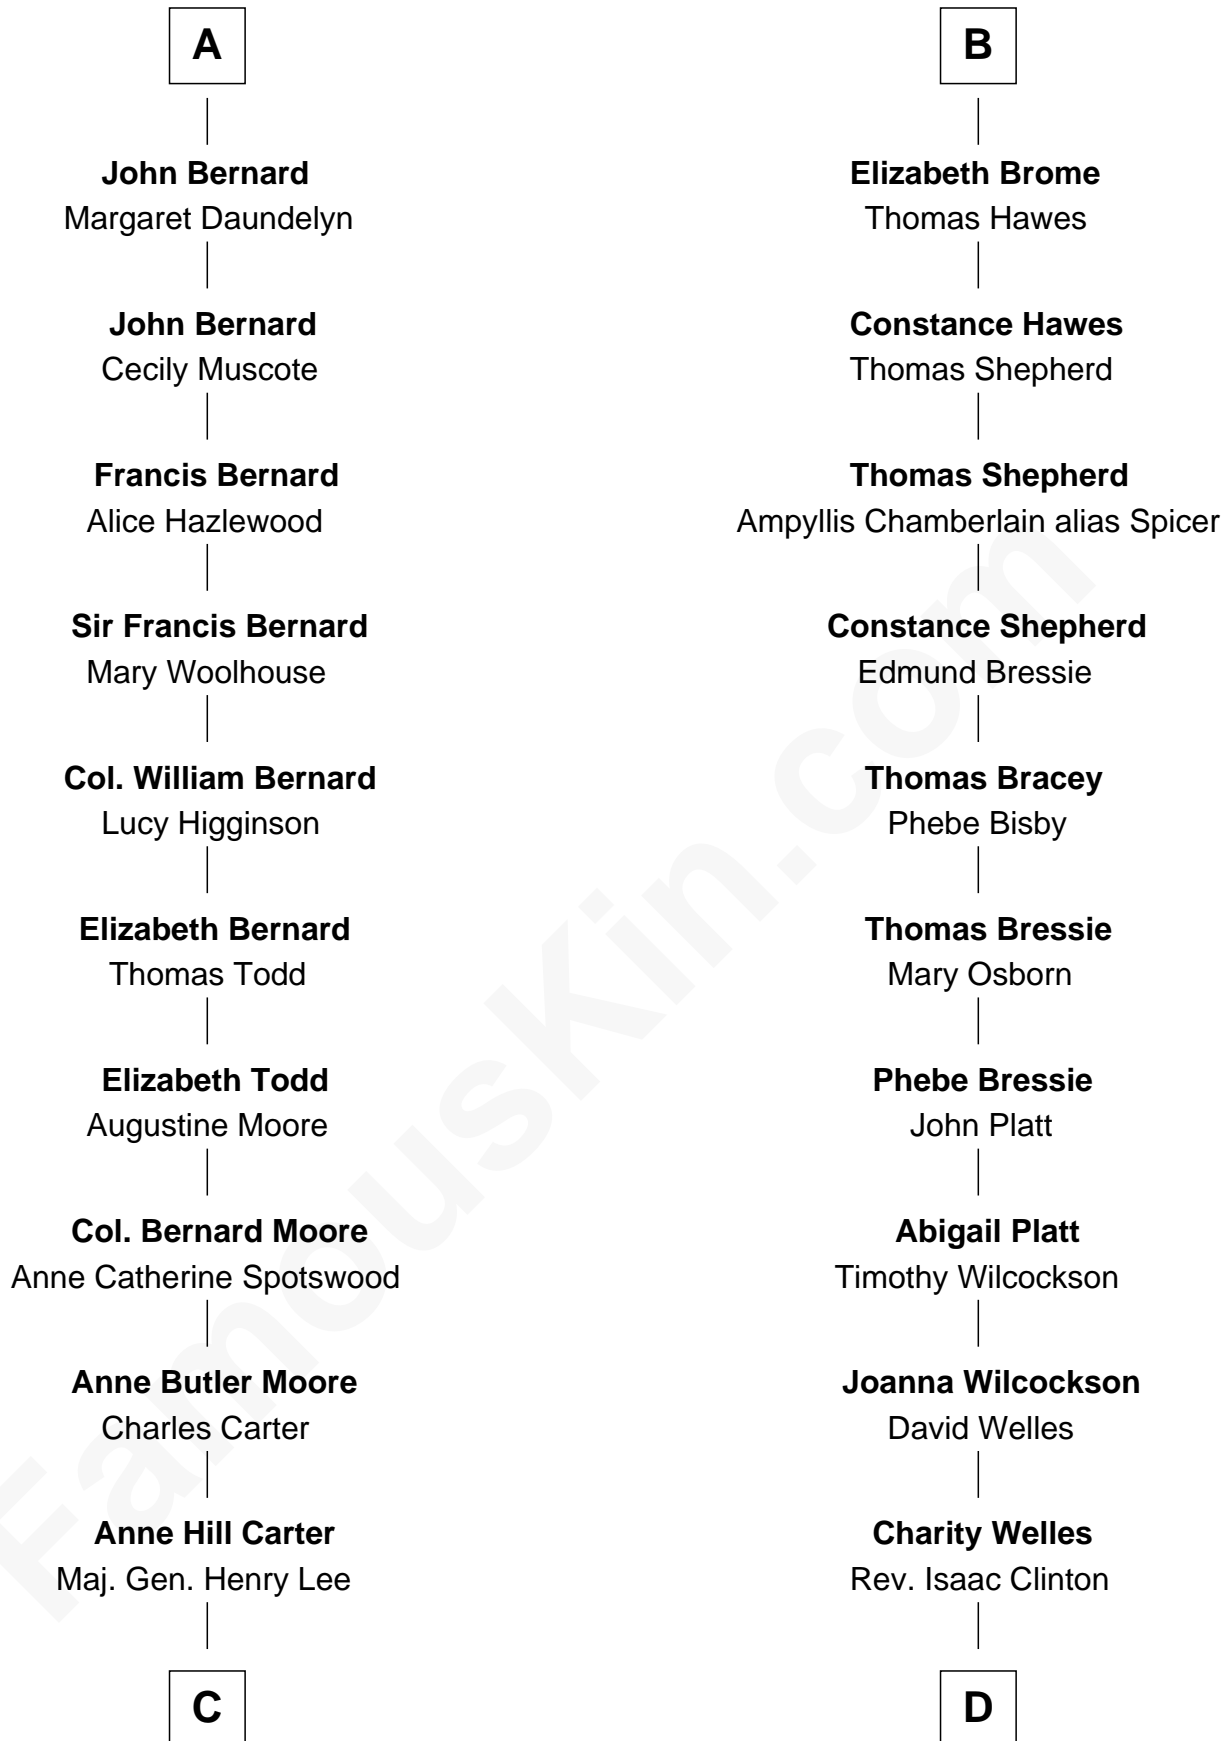 A
John Bernard
Margaret Daundelyn
John Bernard
Cecily Muscote
Francis Bernard
Alice Hazlewood
Sir Francis Bernard
Mary Woolhouse
Col. William Bernard
Lucy Higginson
Elizabeth Bernard
Thomas Todd
Elizabeth Todd
Augustine Moore
Col. Bernard Moore
Anne Catherine Spotswood
Anne Butler Moore
Charles Carter
Anne Hill Carter
Maj. Gen. Henry Lee
C
B
Elizabeth Brome
Thomas Hawes
Constance Hawes
Thomas Shepherd
Thomas Shepherd
Ampyllis Chamberlain alias Spicer
Constance Shepherd
Edmund Bressie
Thomas Bracey
Phebe Bisby
Thomas Bressie
Mary Osborn
Phebe Bressie
John Platt
Abigail Platt
Timothy Wilcockson
Joanna Wilcockson
David Welles
Charity Welles
Rev. Isaac Clinton
D
FamousKin.com